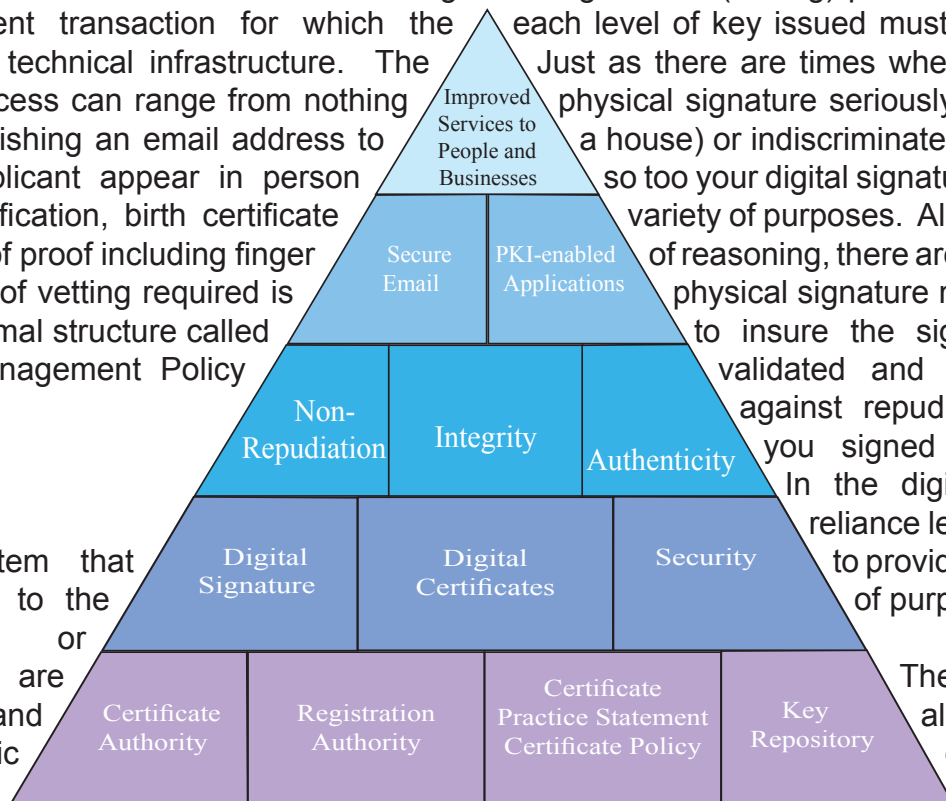 ent transaction for which the
technical infrastructure. The
cess can range from nothing
ishing an email address to
plicant appear in person
fication, birth certificate
of proof including finger
of vetting required is
mal structure called
nagement Policy
tem that
to the
or
are
and
ic
Improved
Services to
People and
Businesses
Secure
Email
PKI-enabled
Applications
Non-
Repudiation
Integrity
Authenticity
Digital
Signature
Digital
Certificates
Security
Certificate
Authority
Registration
Authority
Certificate
Practice Statement
Certificate Policy
Key
Repository
each level of key issued must
Just as there are times whe
physical signature seriously
a house) or indiscriminate
so too your digital signatu
variety of purposes. Al
of reasoning, there are
physical signature
to insure the sig
validated and
against repud
you signed
In the digi
reliance le
to provid
of purp
The
al